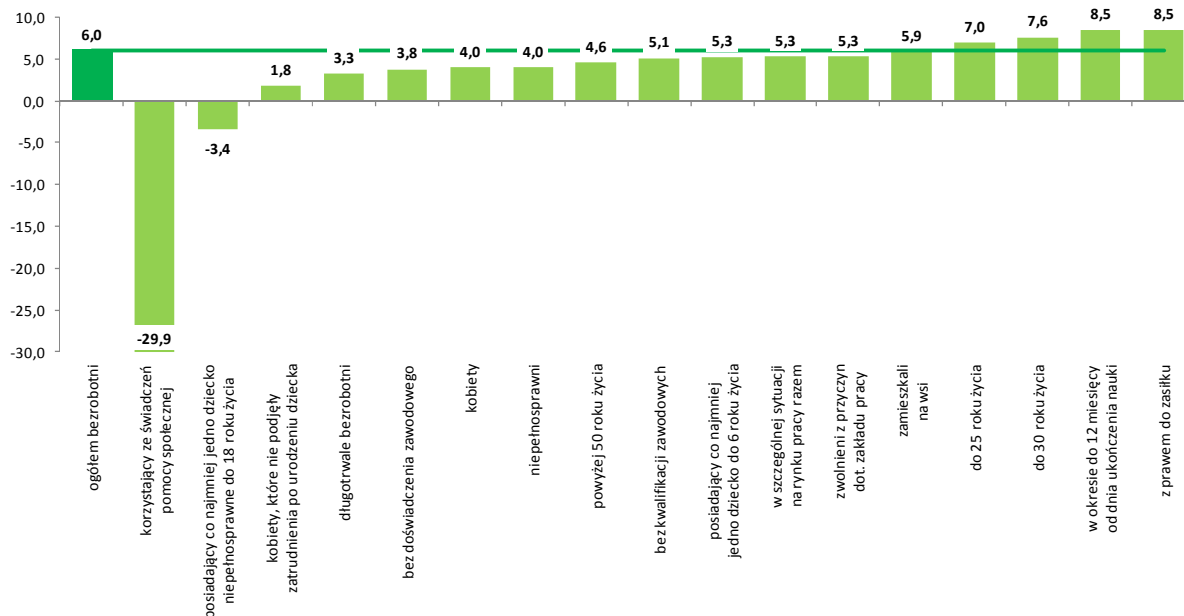 10,0
5,0
0,0
-5,0
-10,0
-15,0
-20,0
-25,0
-30,0
6,0
-29,9
-3,4
1,8
3,3
3,8
4,0
4,0
4,6
5,1
5,3
5,3
5,3
5,9
7,0
7,6
8,5
8,5
ogółem bezrobotni
korzystający ze świadczeń
pomocy społecznej
posiadający co najmniej jedno dziecko
niepełnosprawne do 18 roku życia
kobiety, które nie podjęły
zatrudnienia po urodzeniu dziecka
długotrwale bezrobotni
bez doświadczenia zawodowego
kobiety
niepełnosprawni
powyżej 50 roku życia
bez kwalifikacji zawodowych
posiadający co najmniej
jedno dziecko do 6 roku życia
w szczególnej sytuacji
na rynku pracy razem
zwolnieni z przyczyn
dot. zakładu pracy
zamieszkali
na wsi
do 25 roku życia
do 30 roku życia
w okresie do 12 miesięcy
od dnia ukończenia nauki
z prawem do zasiłku